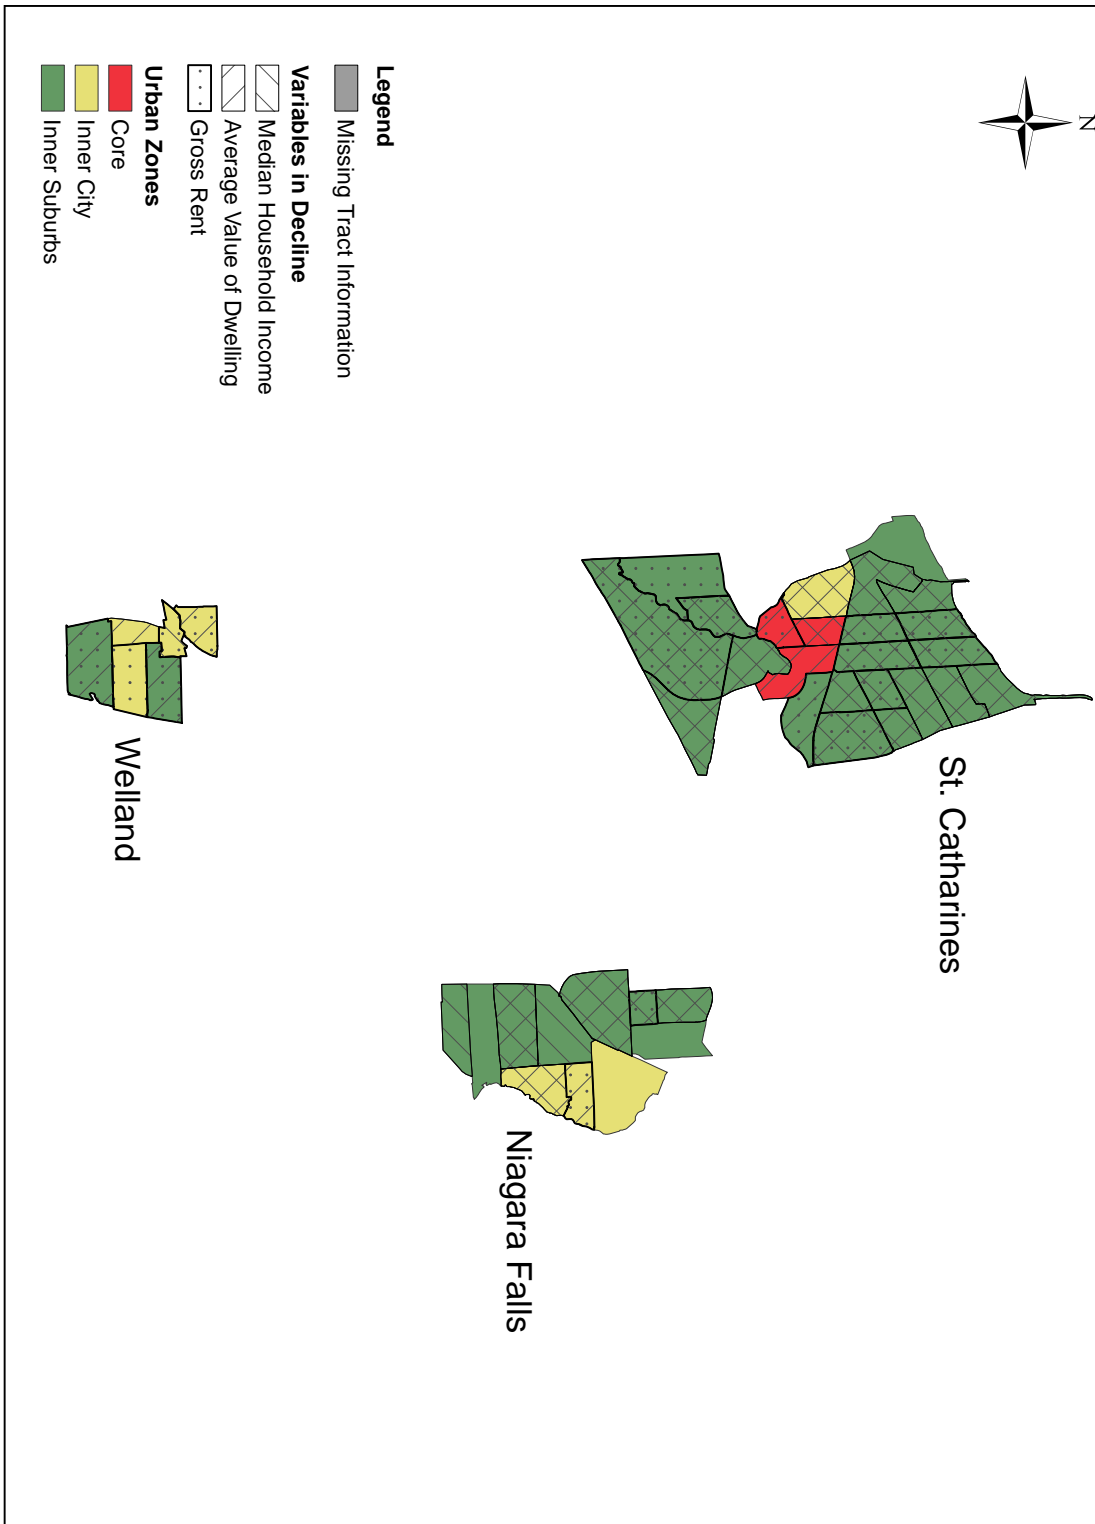 N
St. Catharines
Niagara Falls
Welland
Legend
Missing Tract Information
Variables in Decline
Median Household Income
Average Value of Dwelling
Gross Rent
Urban Zones
Core
Inner City
Inner Suburbs